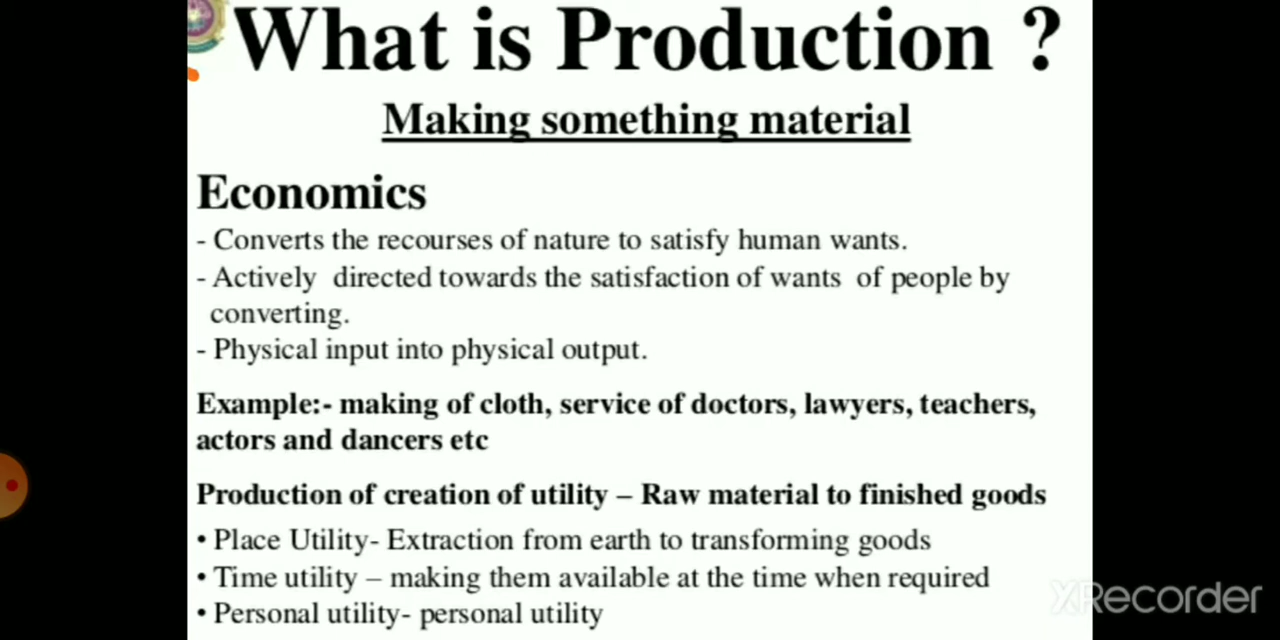 What is Production ?
Making something material
Economics
- Converts the recourses of nature to satisfy human wants.
- Actively directed towards the satisfaction of wants of people by
converting.
- Physical input into physical output.
Example:- making of cloth, service of doctors, lawyers, teachers,
actors and dancers etc
Production of creation of utility – Raw material to finished goods
• Place Utility- Extraction from earth to transforming goods
• Time utility – making them available at the time when required
• Personal utility- personal utility
XRecorder